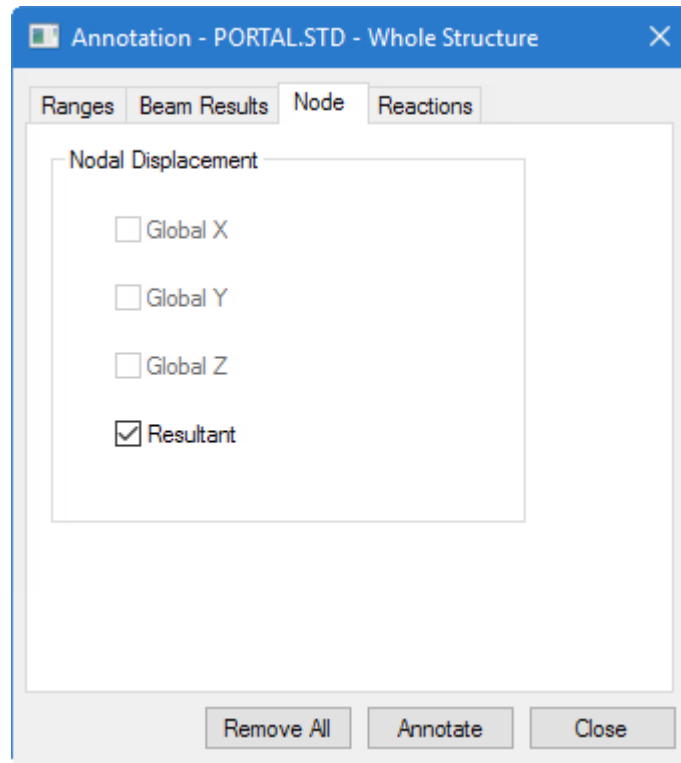 Annotation - PORTAL.STD - Whole Structure
Ranges Beam Results Node Reactions
Nodal Displacement
Global X
Global Y
Global Z
Resultant
Remove All Annotate Close